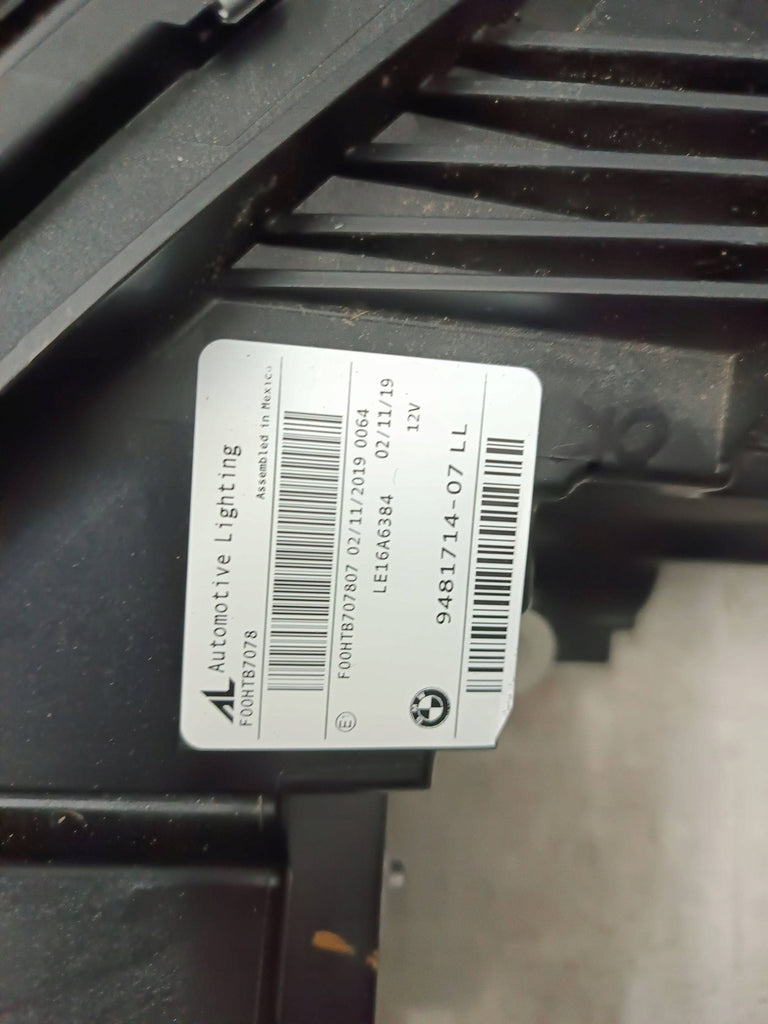 AL Automotive Lighting
F00HTB7078
Assembled in Mexico
F00HTB707807 02/11/2019 0064
LE16A6384 02/11/19
12V
9481714-07 LL